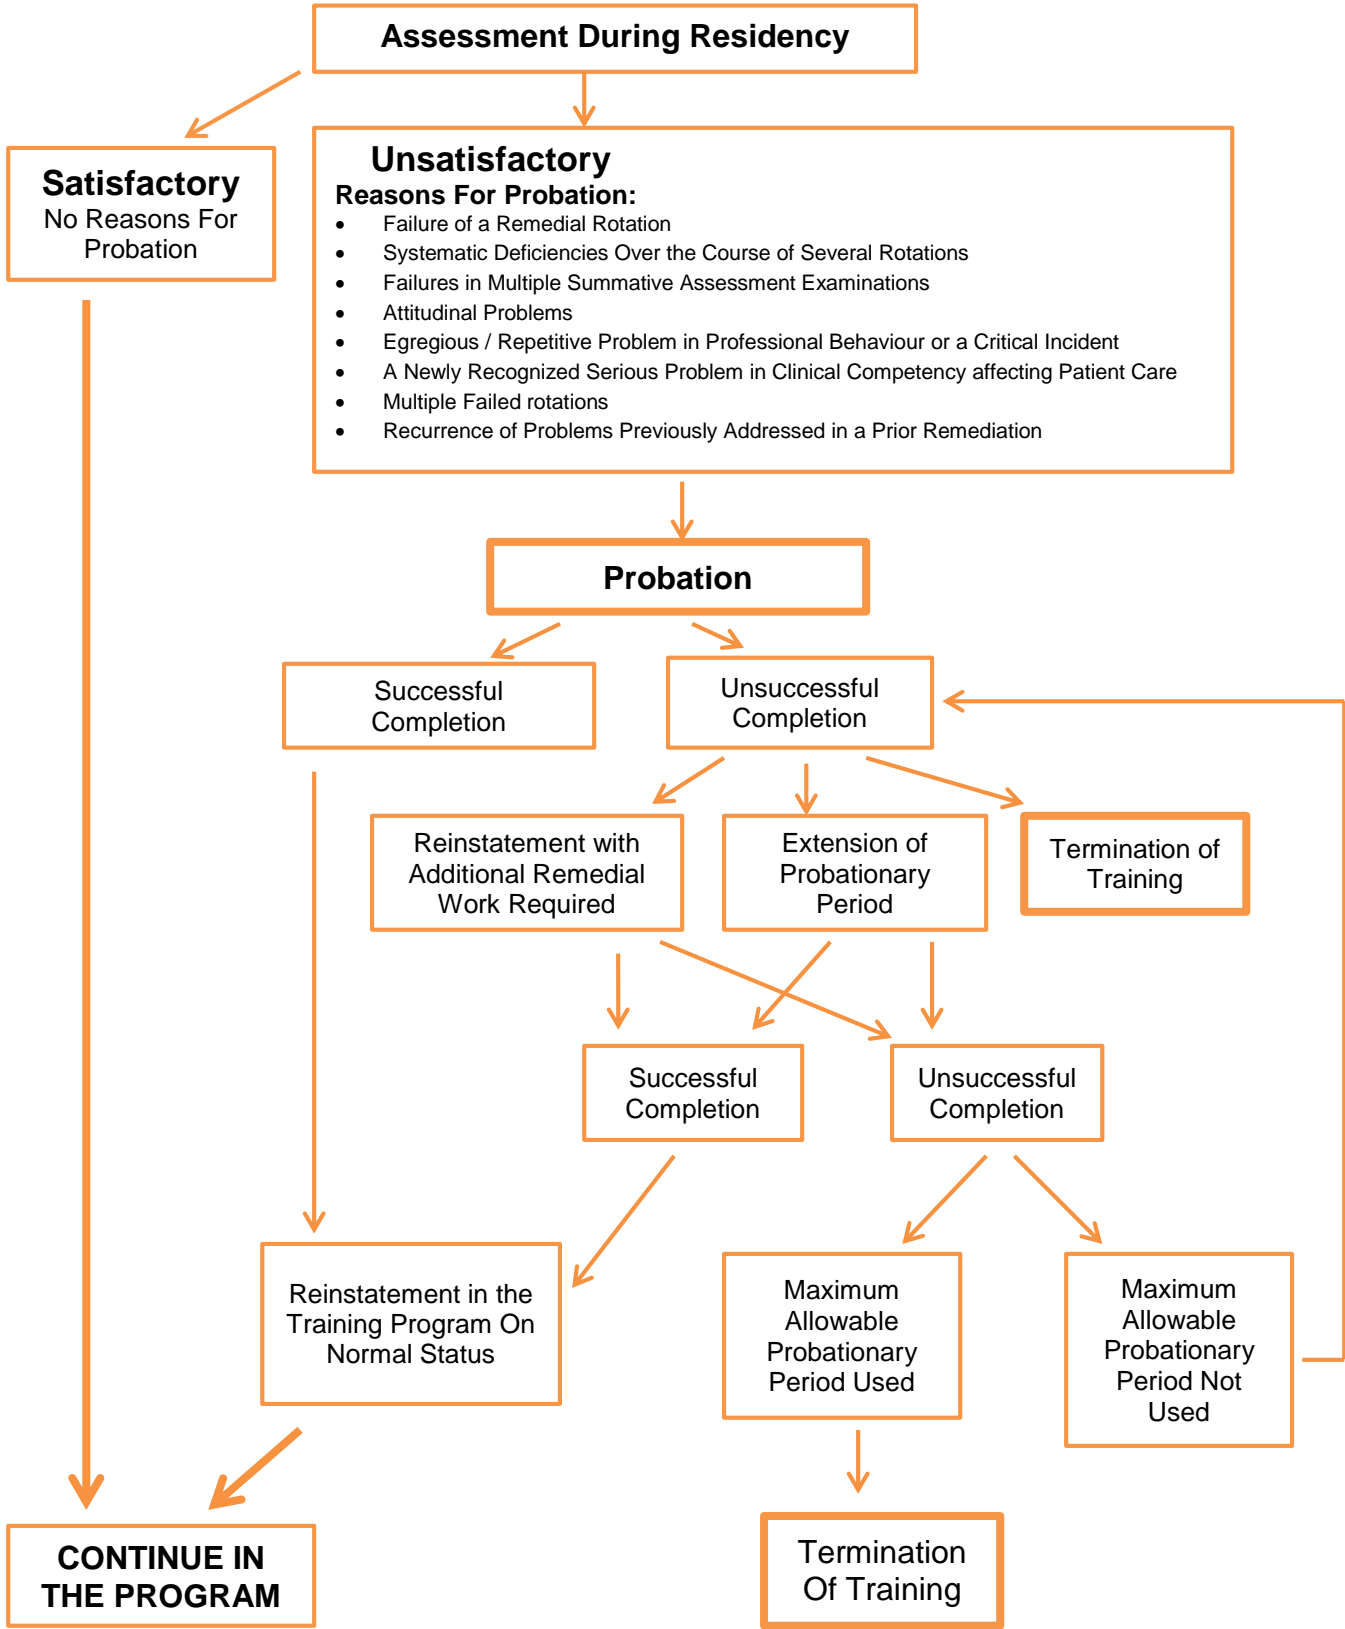 Assessment During Residency
Satisfactory
No Reasons For
Probation
Unsatisfactory
Reasons For Probation:
• Failure of a Remedial Rotation
• Systematic Deficiencies Over the Course of Several Rotations
• Failures in Multiple Summative Assessment Examinations
• Attitudinal Problems
• Egregious / Repetitive Problem in Professional Behaviour or a Critical Incident
• A Newly Recognized Serious Problem in Clinical Competency affecting Patient Care
• Multiple Failed rotations
• Recurrence of Problems Previously Addressed in a Prior Remediation
Probation
Successful
Completion
Unsuccessful
Completion
Reinstatement with
Additional Remedial
Work Required
Extension of
Probationary
Period
Termination of
Training
Successful
Completion
Unsuccessful
Completion
Reinstatement in the
Training Program On
Normal Status
Maximum
Allowable
Probationary
Period Used
Maximum
Allowable
Probationary
Period Not
Used
CONTINUE IN
THE PROGRAM
Termination
Of Training